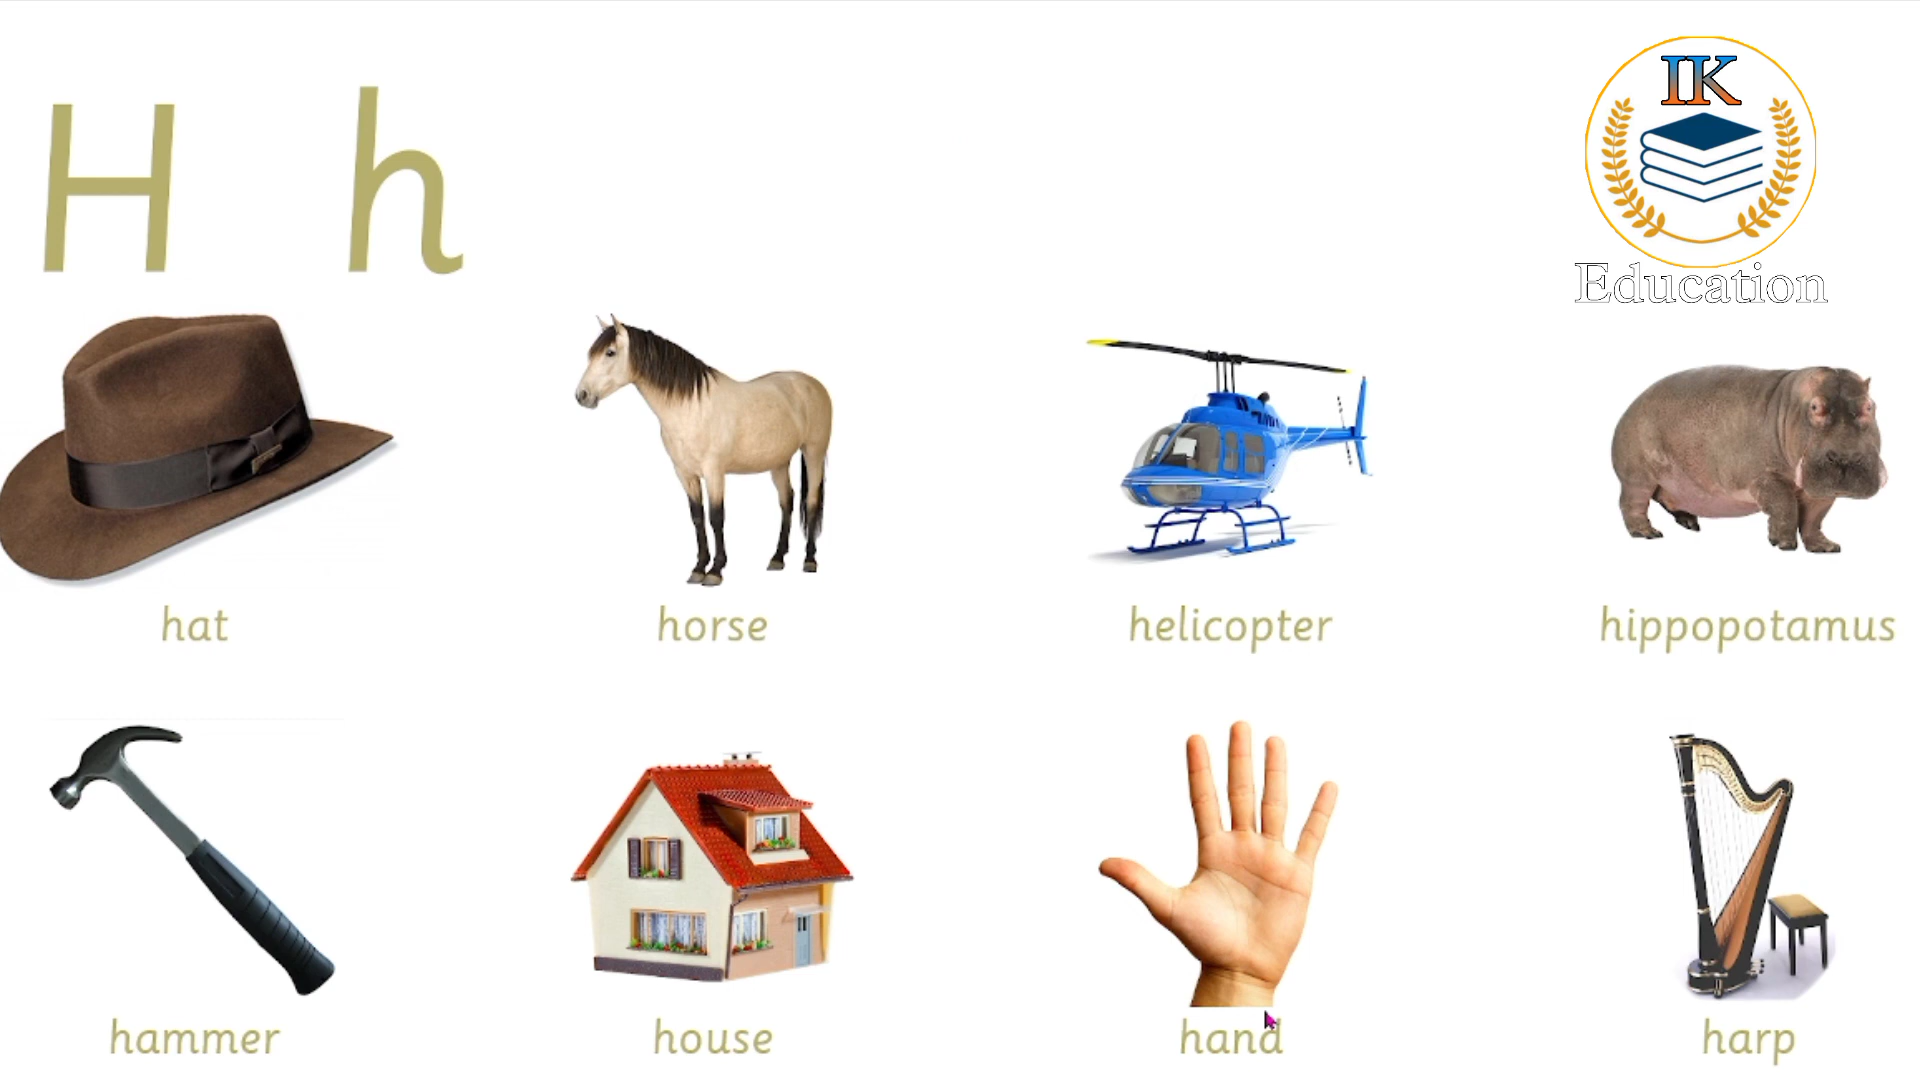 H h
IK
Education
hat horse helicopter hippopotamus
hammer house hand harp